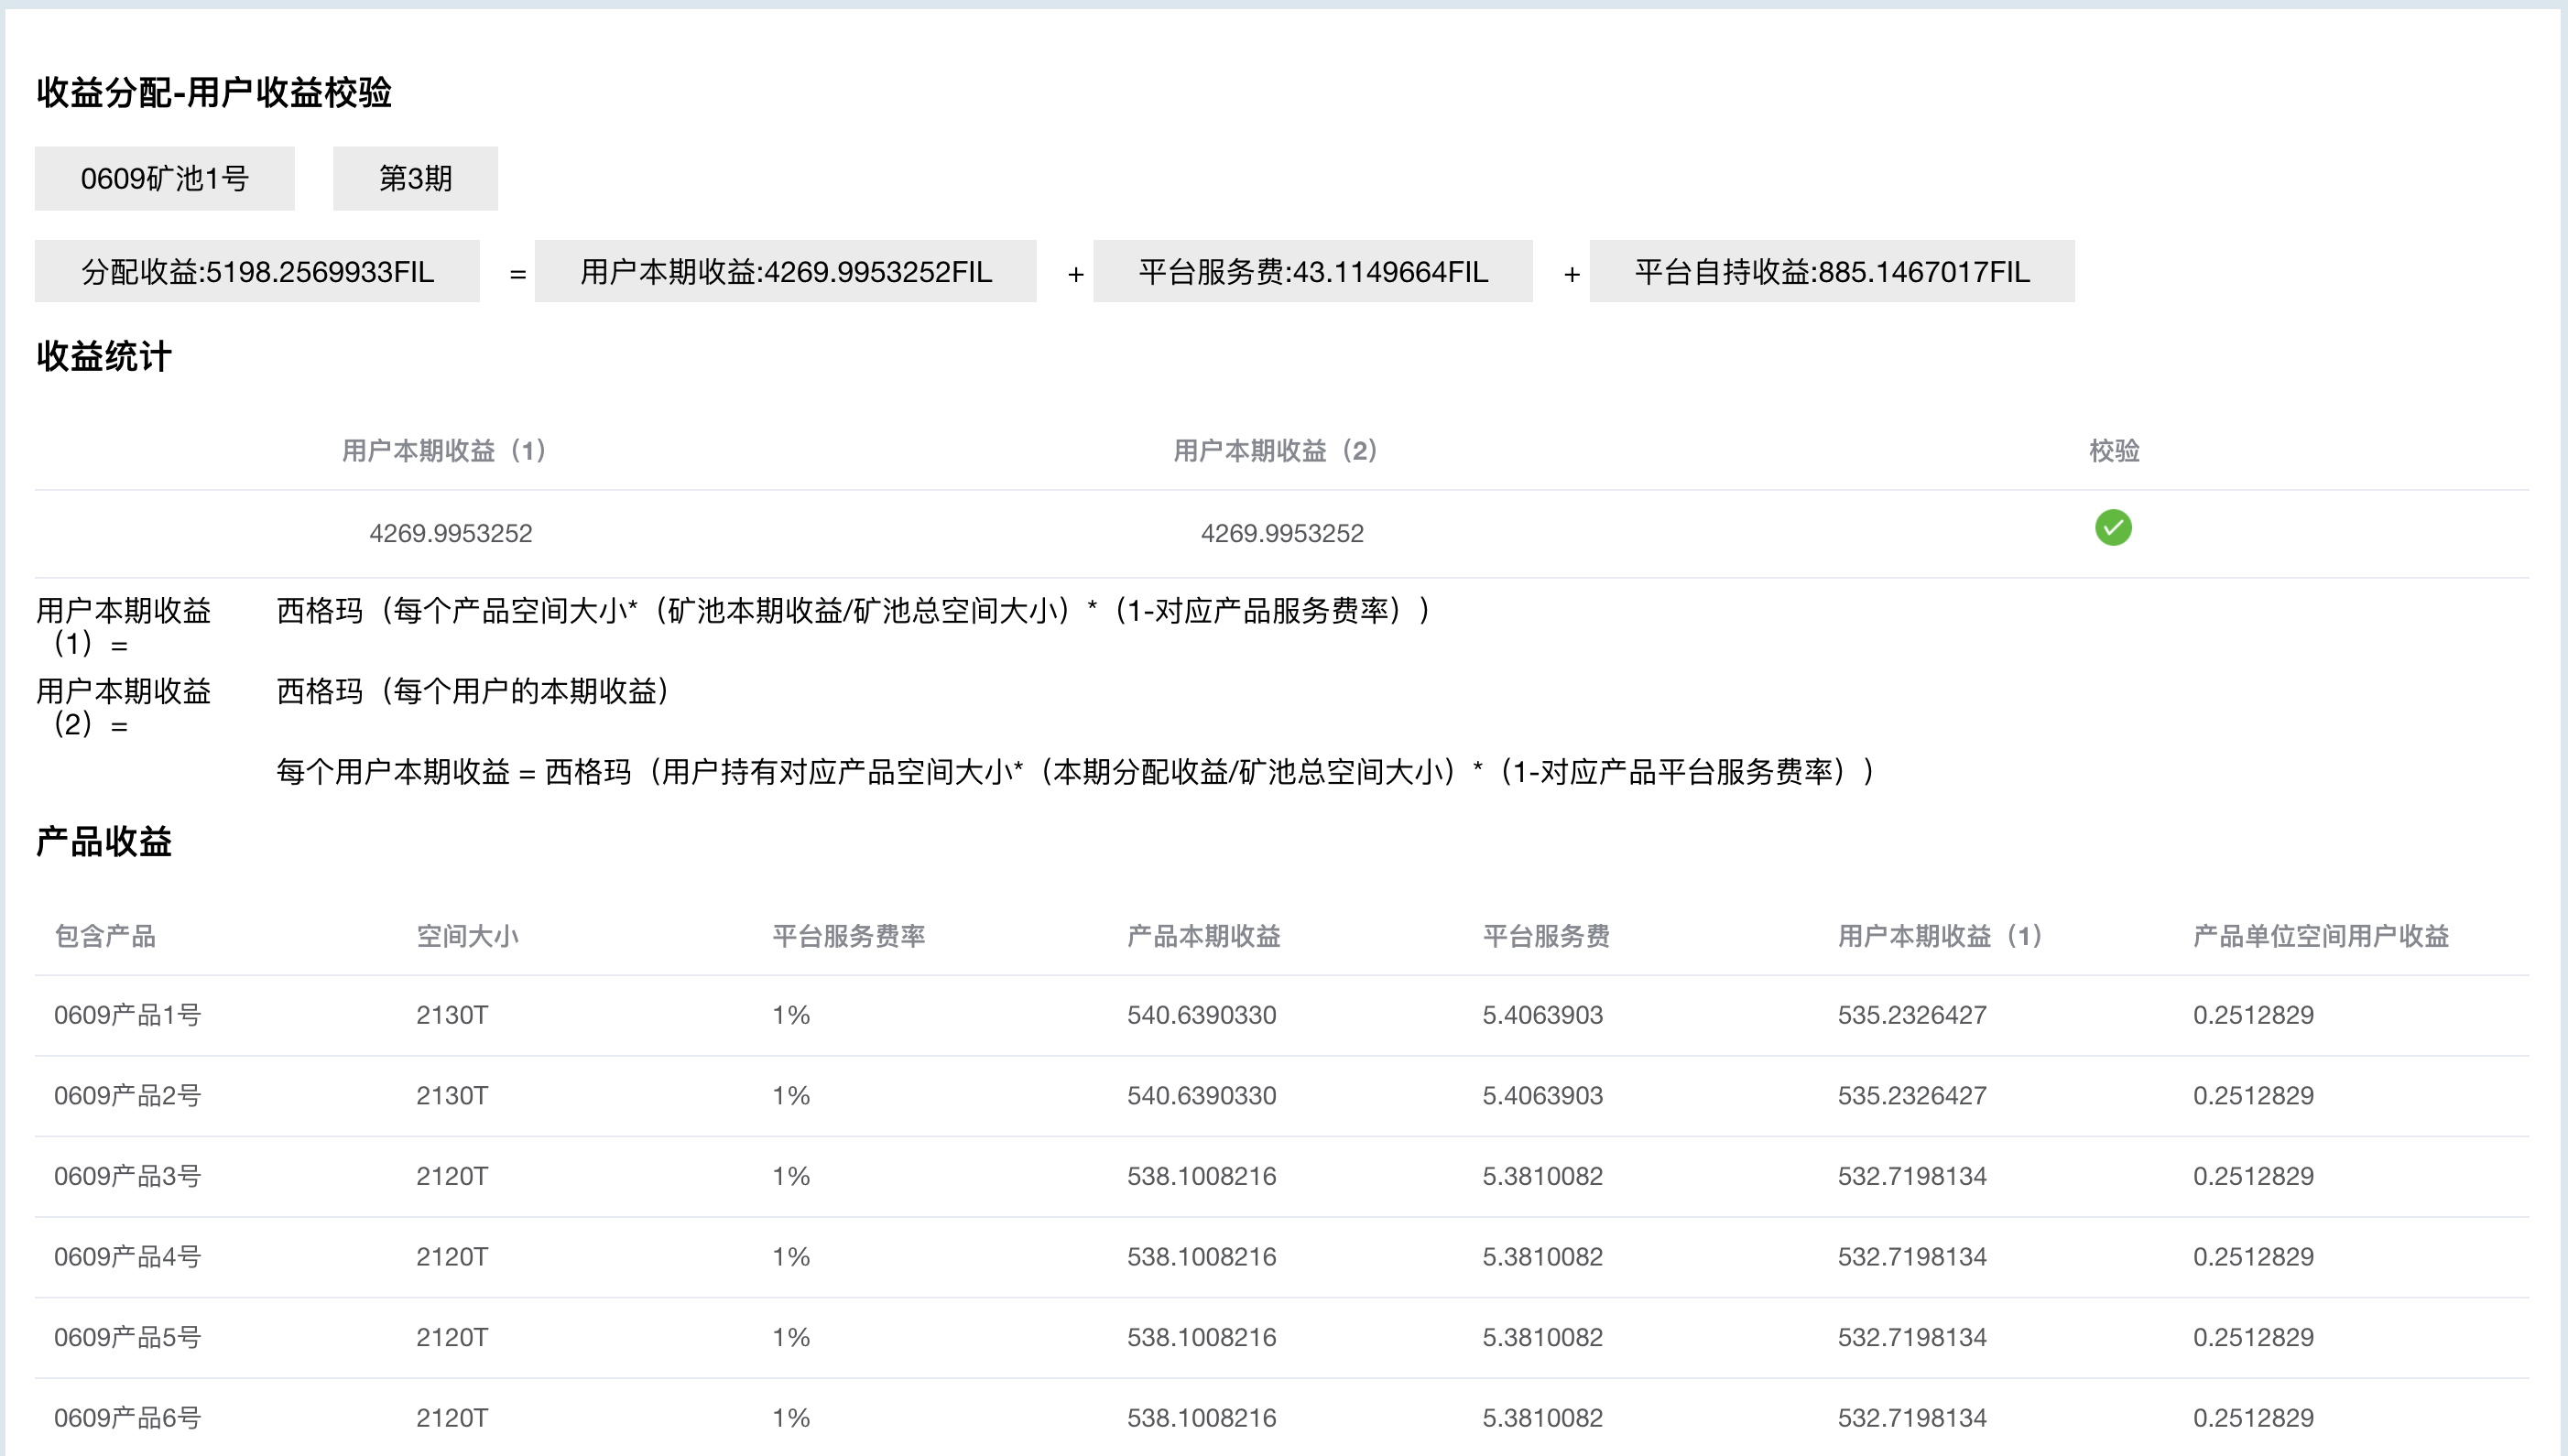 收益分配-用户收益校验
0609矿池1号 第3期
分配收益:5198.2569933FIL = 用户本期收益:4269.9953252FIL + 平台服务费:43.1149664FIL + 平台自持收益:885.1467017FIL
收益统计
用户本期收益（1） 用户本期收益（2） 校验
4269.9953252 4269.9953252
用户本期收益 西格玛（每个产品空间大小*（矿池本期收益/矿池总空间大小）*（1-对应产品服务费率））
（1）=
用户本期收益 西格玛（每个用户的本期收益）
（2）=
每个用户本期收益 = 西格玛（用户持有对应产品空间大小*（本期分配收益/矿池总空间大小）*（1-对应产品平台服务费率））
产品收益
包含产品 空间大小 平台服务费率 产品本期收益 平台服务费 用户本期收益（1） 产品单位空间用户收益
0609产品1号 2130T 1% 540.6390330 5.4063903 535.2326427 0.2512829
0609产品2号 2130T 1% 540.6390330 5.4063903 535.2326427 0.2512829
0609产品3号 2120T 1% 538.1008216 5.3810082 532.7198134 0.2512829
0609产品4号 2120T 1% 538.1008216 5.3810082 532.7198134 0.2512829
0609产品5号 2120T 1% 538.1008216 5.3810082 532.7198134 0.2512829
0609产品6号 2120T 1% 538.1008216 5.3810082 532.7198134 0.2512829